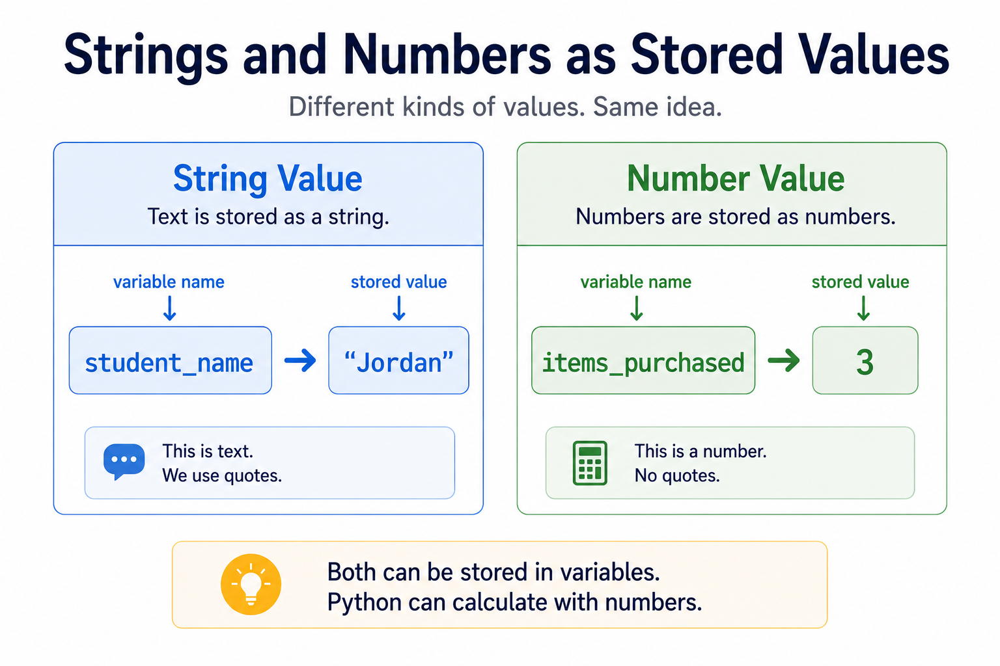 Strings and Numbers as Stored Values
Different kinds of values. Same idea.
String Value
Text is stored as a string.
variable name
stored value
student_name
“Jordan”
This is text.
We use quotes.
Number Value
Numbers are stored as numbers.
variable name
stored value
items_purchased
3
This is a number.
No quotes.
Both can be stored in variables.
Python can calculate with numbers.